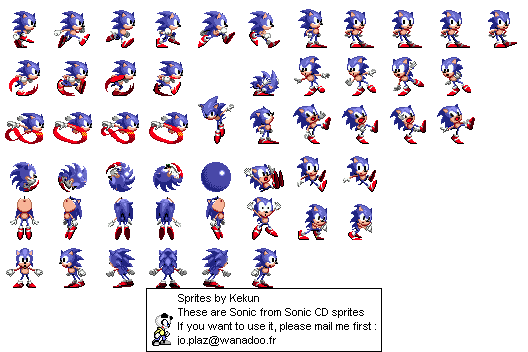 Sprites by Kekun
These are Sonic from Sonic CD sprites
If you want to use it, please mail me first :
jo.plaz@wanadoo.fr